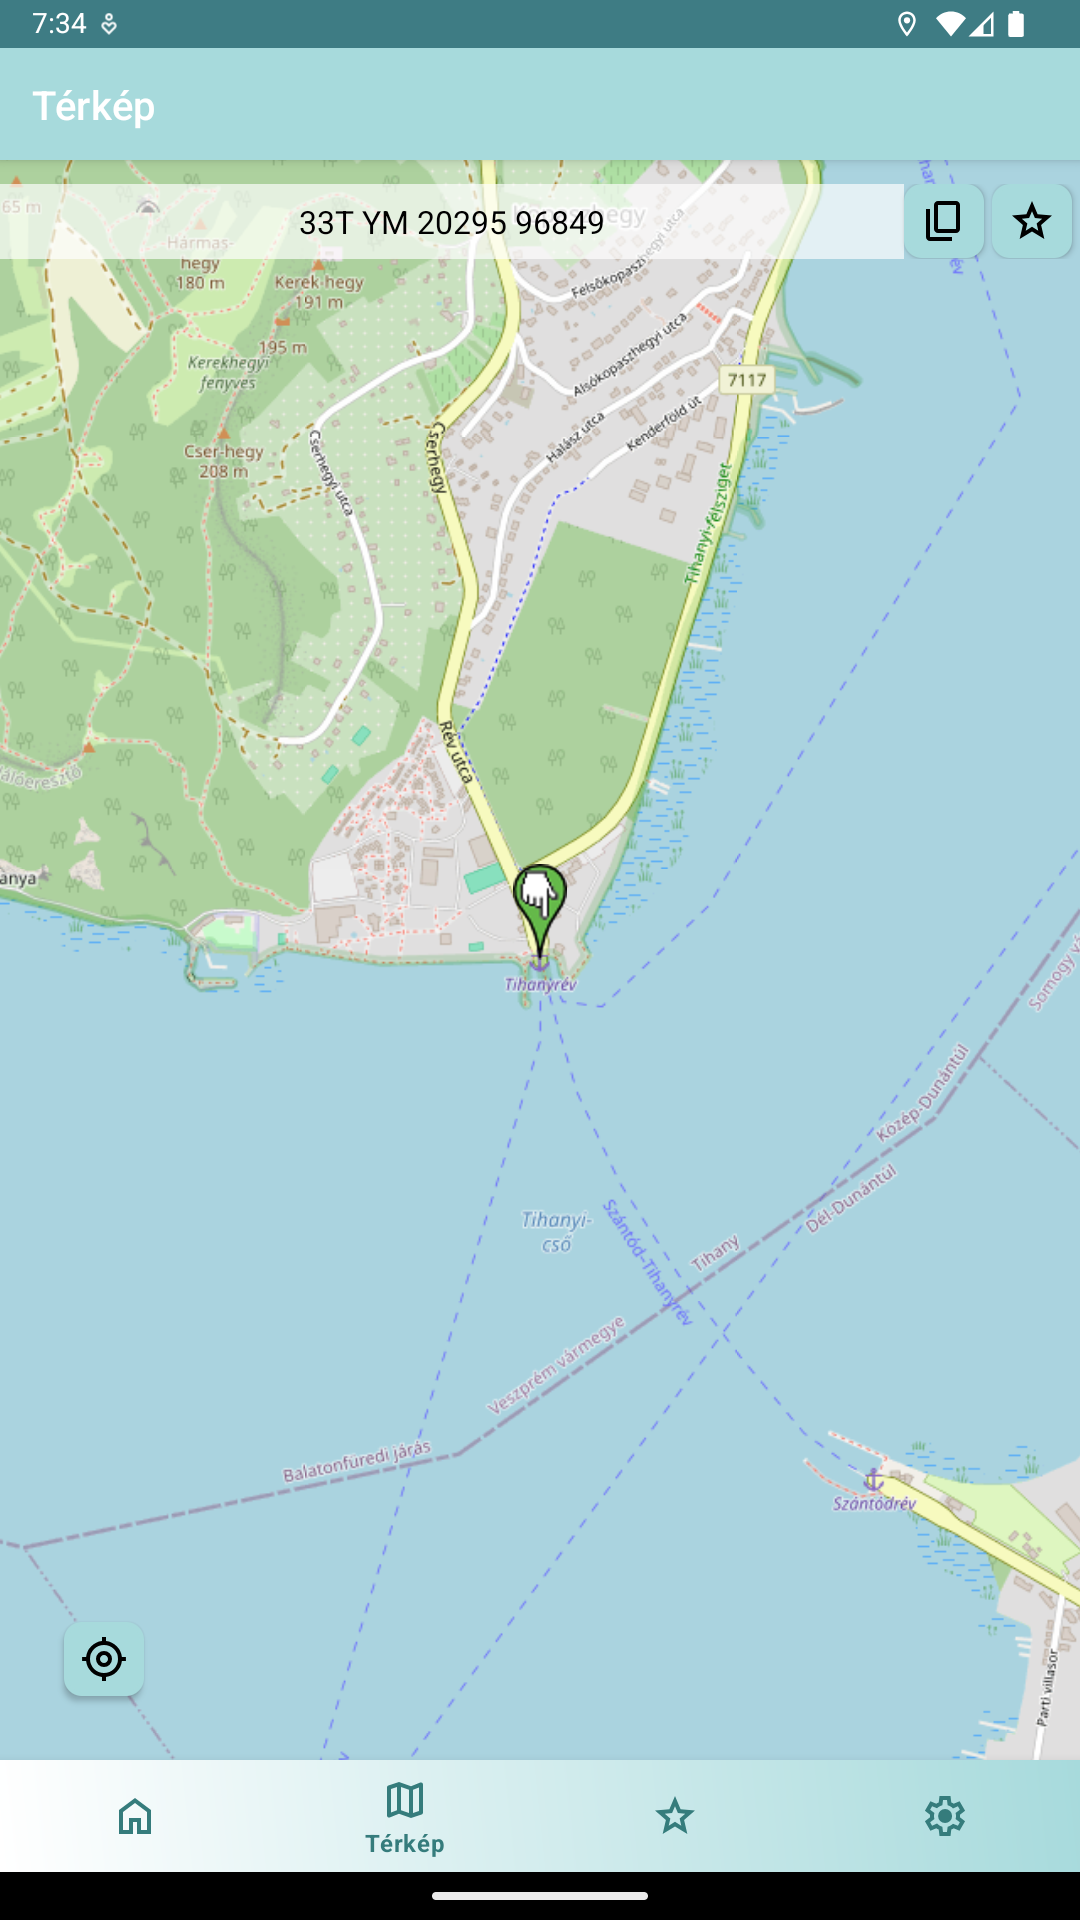 7:34
Térkép
33T YM 20295 96849
65 m
Hármas-
hegy
180 m
Kerek-hegy
191 m
195 m
Kerekhegyi
fenyves
Cser-hegy
208 m
Felsőkopaszhegyi utca
Alsókopaszhegyi utca
Halász utca
Kenderföld út
7117
Cserhegy
Cserhegyi utca
Tihanyi-félsziget
Rév utca
Tihanyrév
Somogy vá
Közép-Dunántúl
Dél-Dunántúl
Tihanyi-
cső
Szántód-Tihanyrév
Tihany
Veszprém vármegye
Balatonfüredi járás
Szántódrév
Parti villasor
Térkép